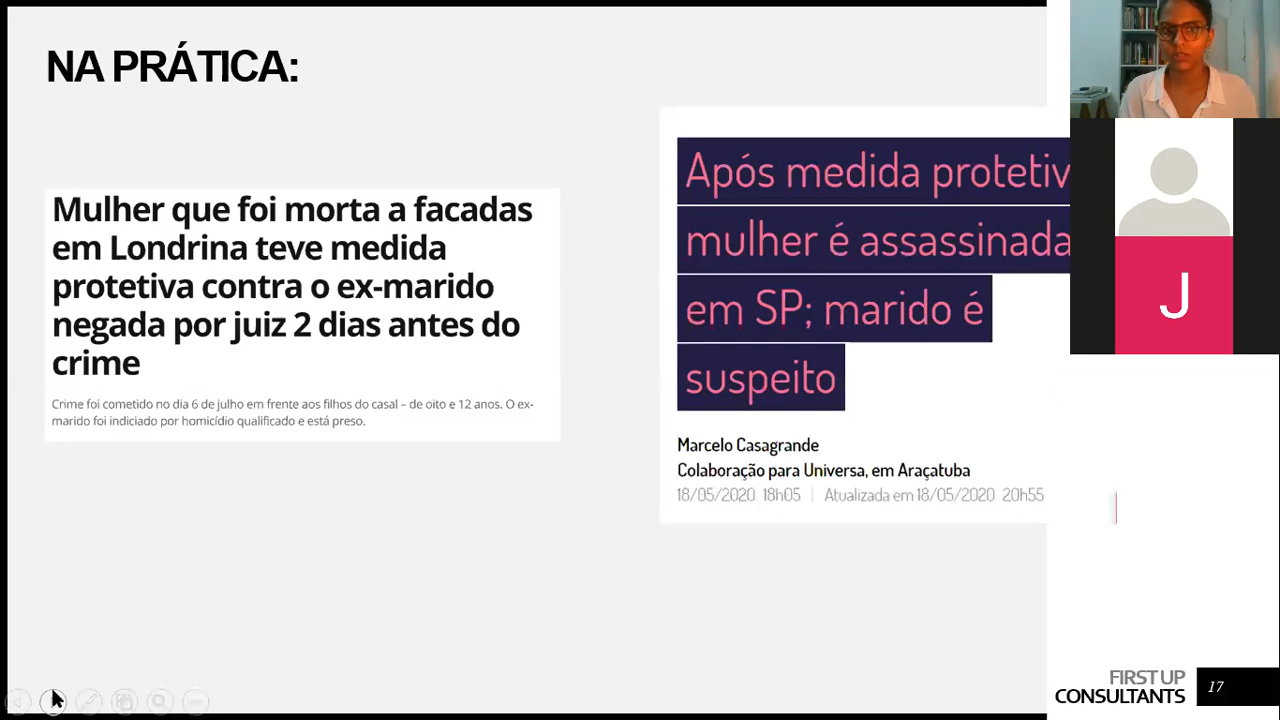 NA PRÁTICA:
Mulher que foi morta a facadas
em Londrina teve medida
protetiva contra o ex-marido
negada por juiz 2 dias antes do
crime
Crime foi cometido no dia 6 de julho em frente aos filhos do casal – de oito e 12 anos. O ex-
marido foi indiciado por homicídio qualificado e está preso.
Após medida protetiv
mulher é assassinada
em SP; marido é
suspeito
Marcelo Casagrande
Colaboração para Universa, em Araçatuba
18/05/2020 18h05 | Atualizada em 18/05/2020 20h55
J
FIRST UP
CONSULTANTS
17